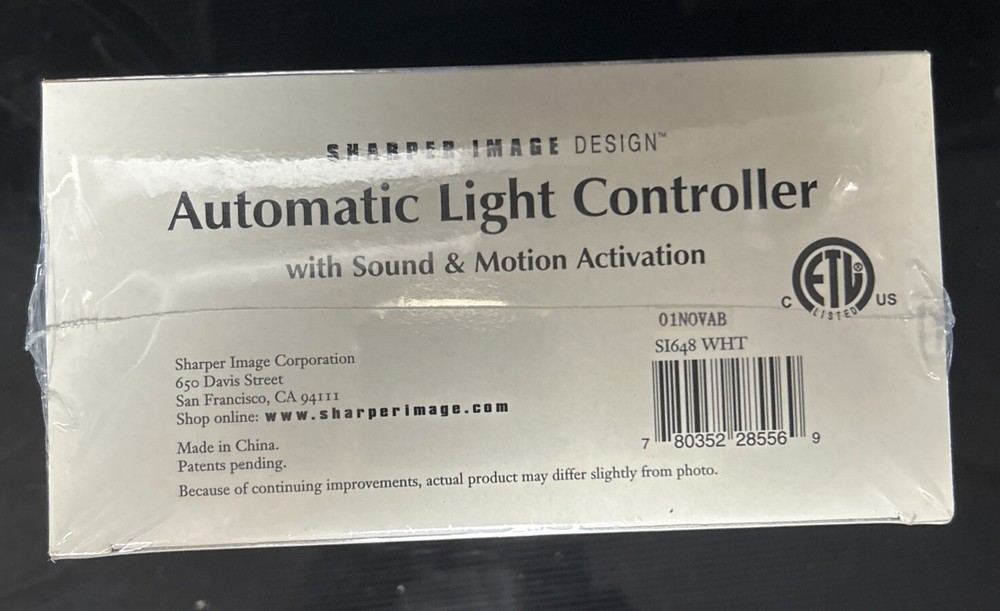 SHARPER IMAGE DESIGN™
Automatic Light Controller
with Sound & Motion Activation
ETL®
C US
LISTED
01NOVAB
SI648 WHT
Sharper Image Corporation
650 Davis Street
San Francisco, CA 94111
Shop online: www.sharperimage.com
7 80352 28556 9
Made in China.
Patents pending.
Because of continuing improvements, actual product may differ slightly from photo.